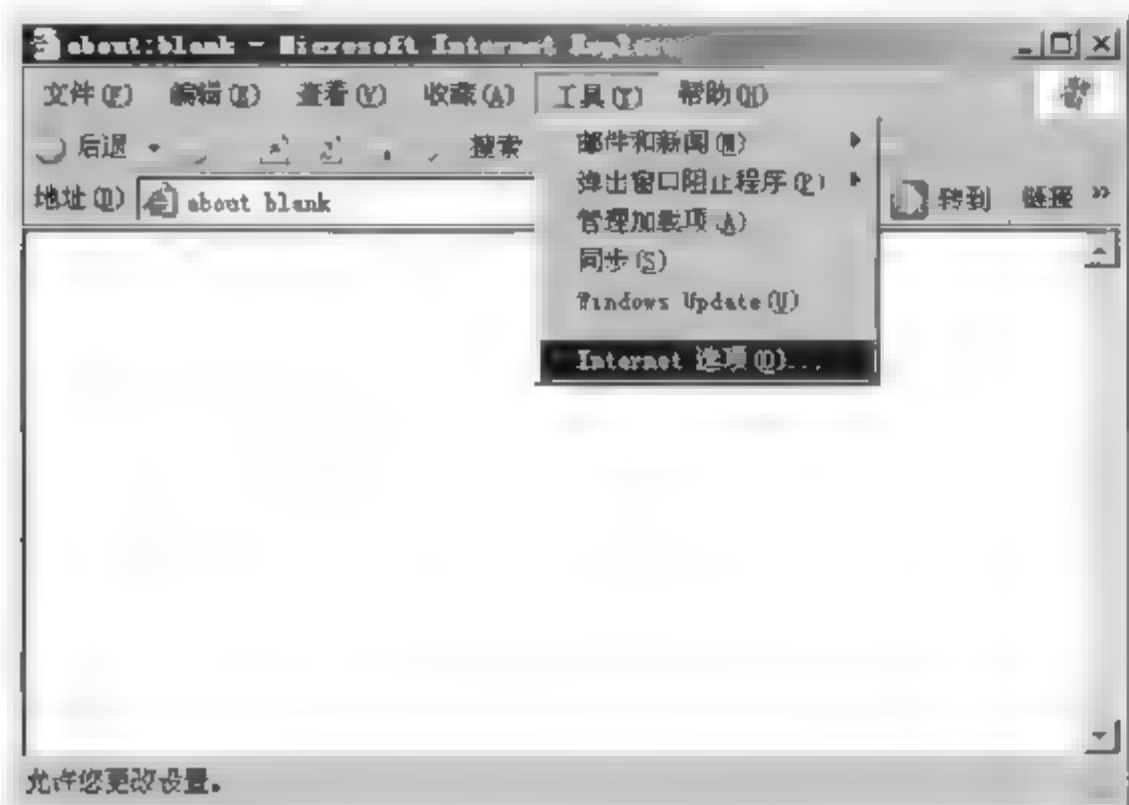 about:blank - Microsoft Internet Explorer
文件(F) 编辑(E) 查看(V) 收藏(A) 工具(T) 帮助(H)
后退 搜索
地址(D) about blank 转到 链接 »
邮件和新闻(M)
弹出窗口阻止程序(P)
管理加载项(A)
同步(S)
Windows Update(U)
Internet 选项(O)...
允许您更改设置。